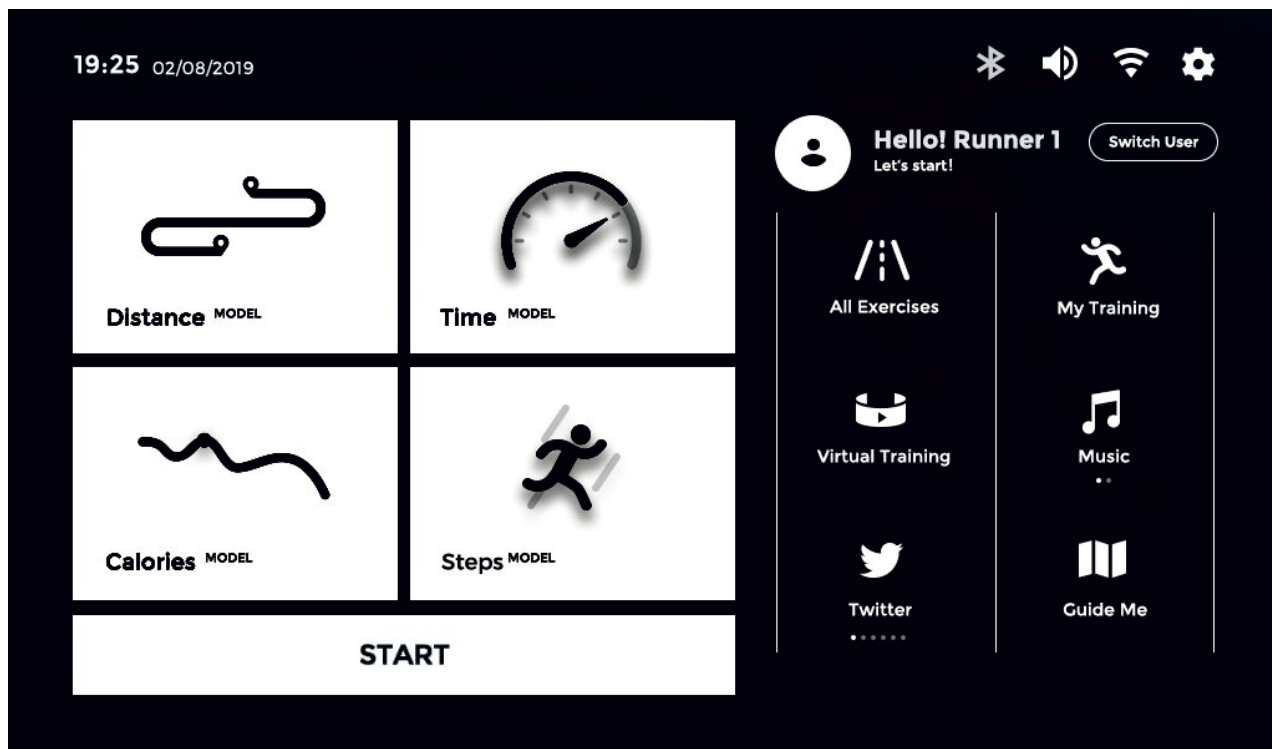 19:25 02/08/2019
Hello! Runner 1
Let's start!
Switch User
Distance MODEL
Time MODEL
Calories MODEL
Steps MODEL
START
All Exercises
My Training
Virtual Training
Music
Twitter
Guide Me